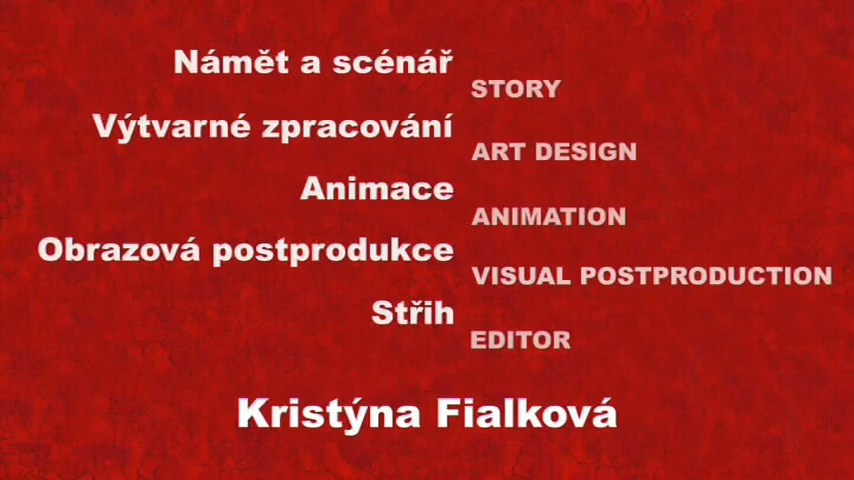 Námět a scénář
STORY
Výtvarné zpracování
ART DESIGN
Animace
ANIMATION
Obrazová postprodukce
VISUAL POSTPRODUCTION
Střih
EDITOR
Kristýna Fialková